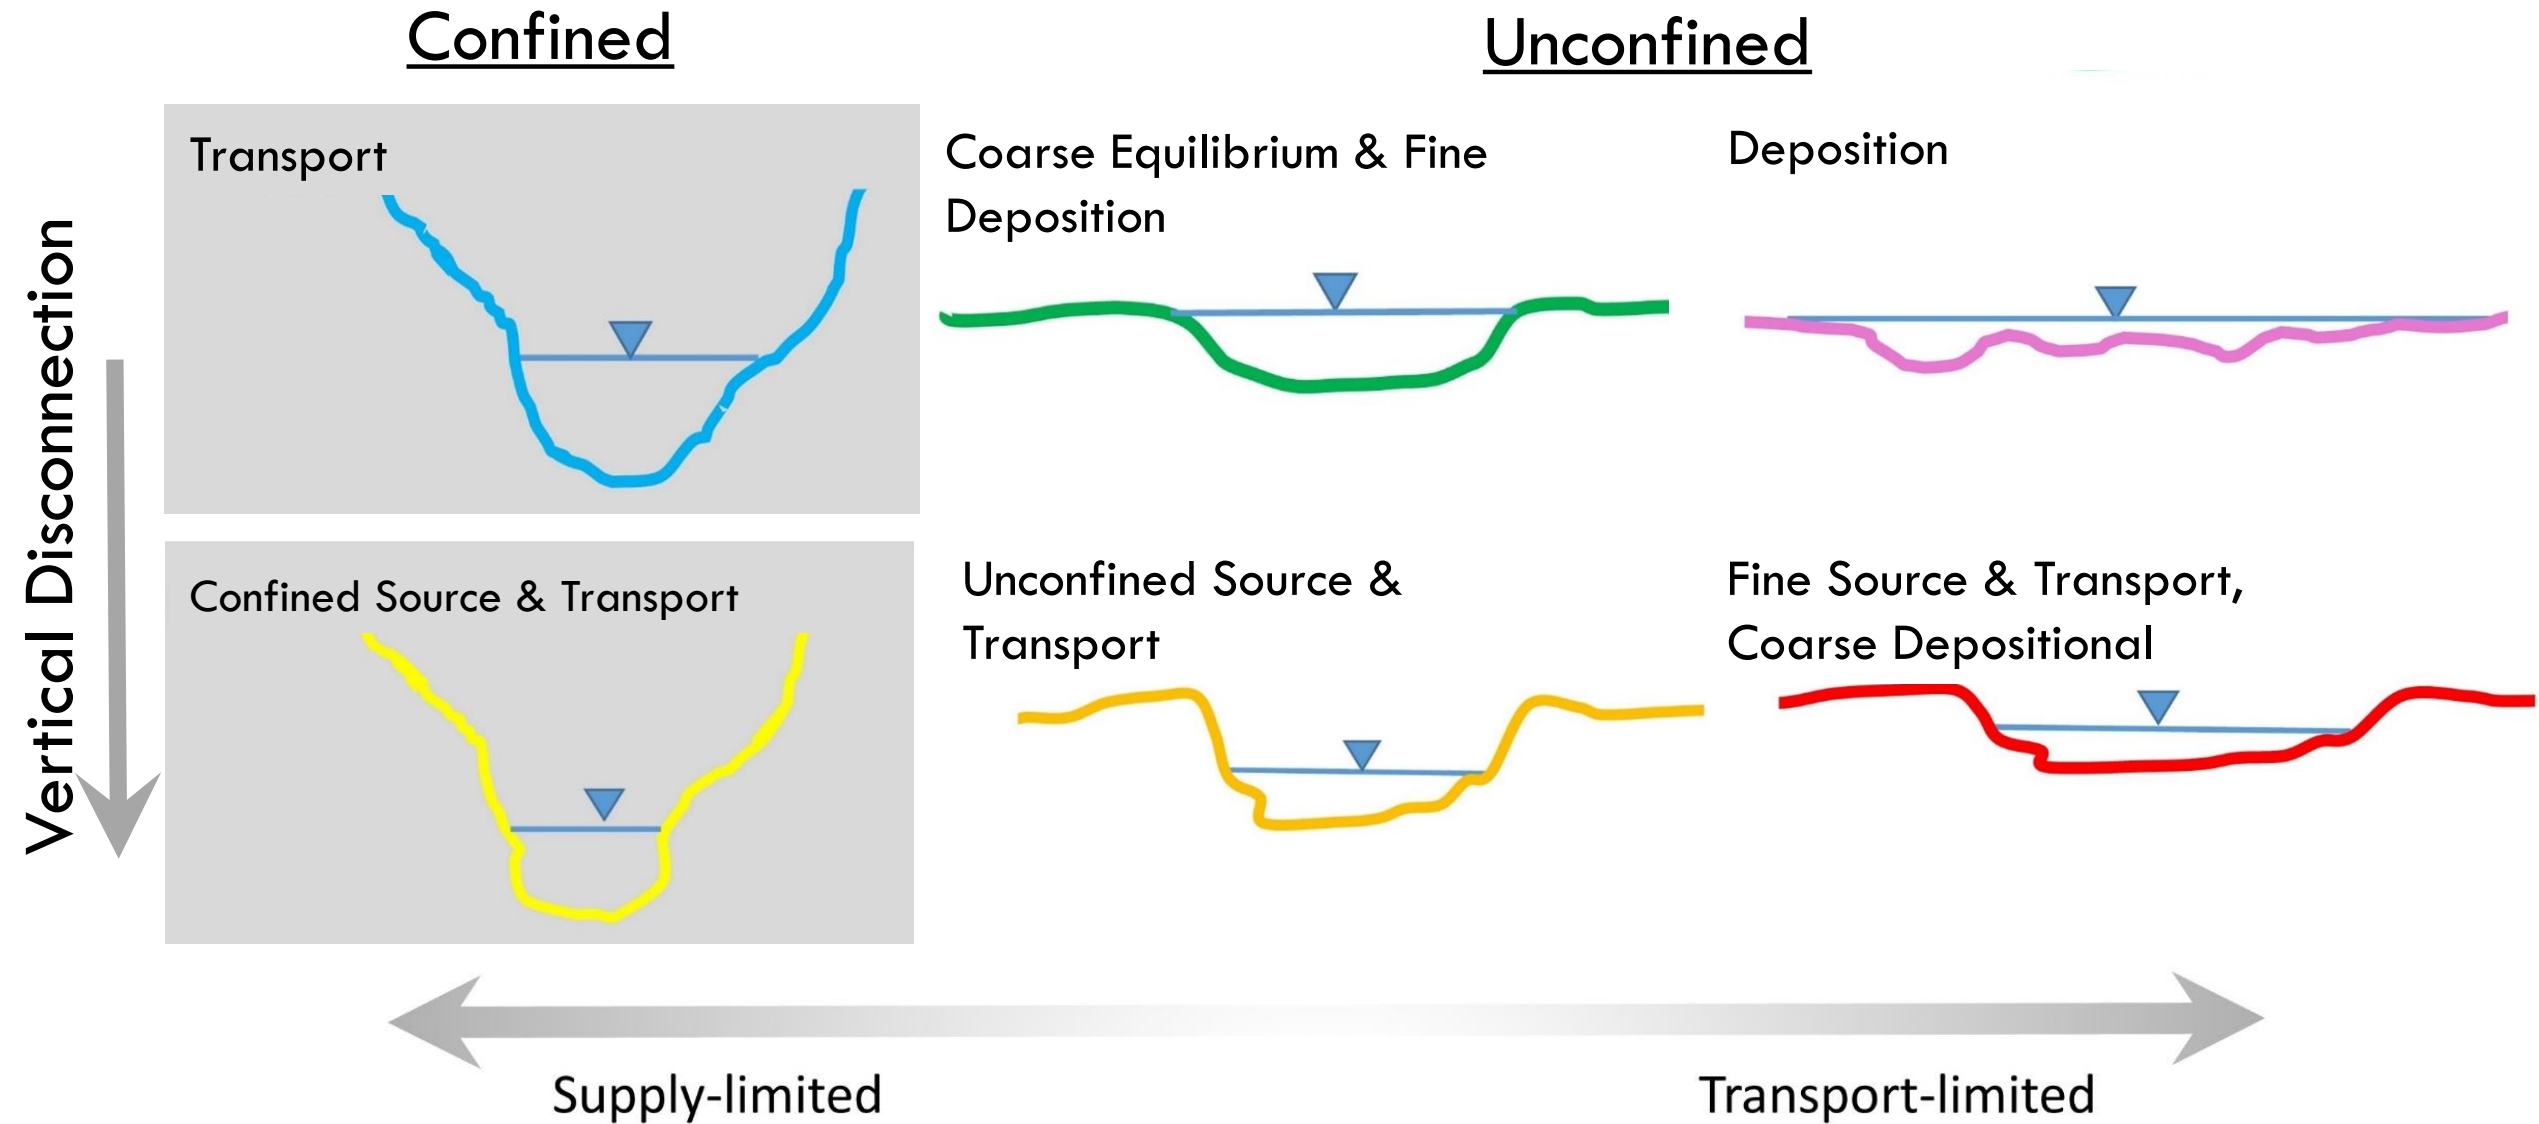 Confined
Unconfined
Transport
Coarse Equilibrium & Fine
Deposition
Deposition
Vertical Disconnection
Confined Source & Transport
Unconfined Source &
Transport
Fine Source & Transport,
Coarse Depositional
Supply-limited
Transport-limited